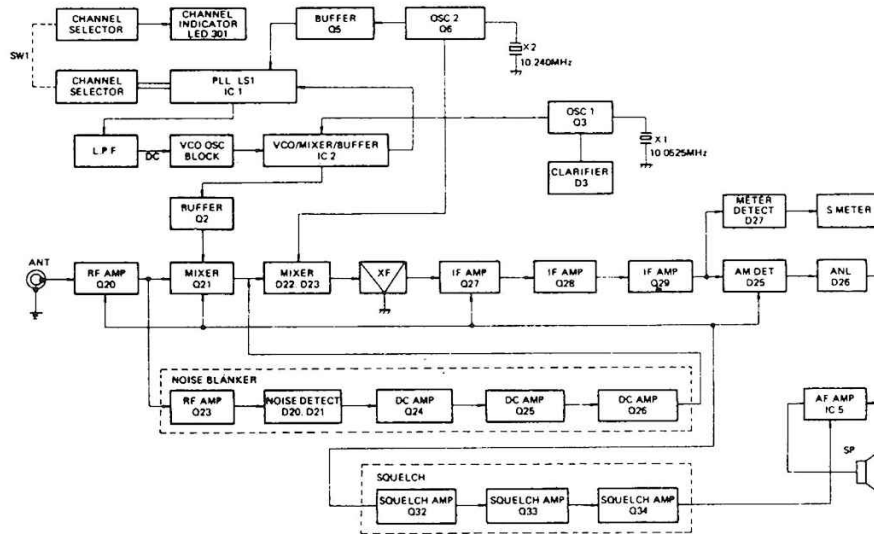 CHANNEL
SELECTOR
CHANNEL
INDICATOR
LED 301
BUFFER
Q5
OSC 2
Q6
X2
10.240MHz
SW1
CHANNEL
SELECTOR
PLL LS1
IC 1
OSC 1
Q3
X1
10.0625MHz
L.P.F
DC
VCO OSC
BLOCK
VCO/MIXER/BUFFER
IC 2
CLARIFIER
D3
BUFFER
Q2
METER
DETECT
D27
S METER
ANT
RF AMP
Q20
MIXER
Q21
MIXER
D22. D23
XF
IF AMP
Q27
IF AMP
Q28
IF AMP
Q29
AM DET
D25
ANL
D26
NOISE BLANKER
RF AMP
Q23
NOISE DETECT
D20. D21
DC AMP
Q24
DC AMP
Q25
DC AMP
Q26
AF AMP
IC 5
SP
SQUELCH
SQUELCH AMP
Q32
SQUELCH AMP
Q33
SQUELCH AMP
Q34